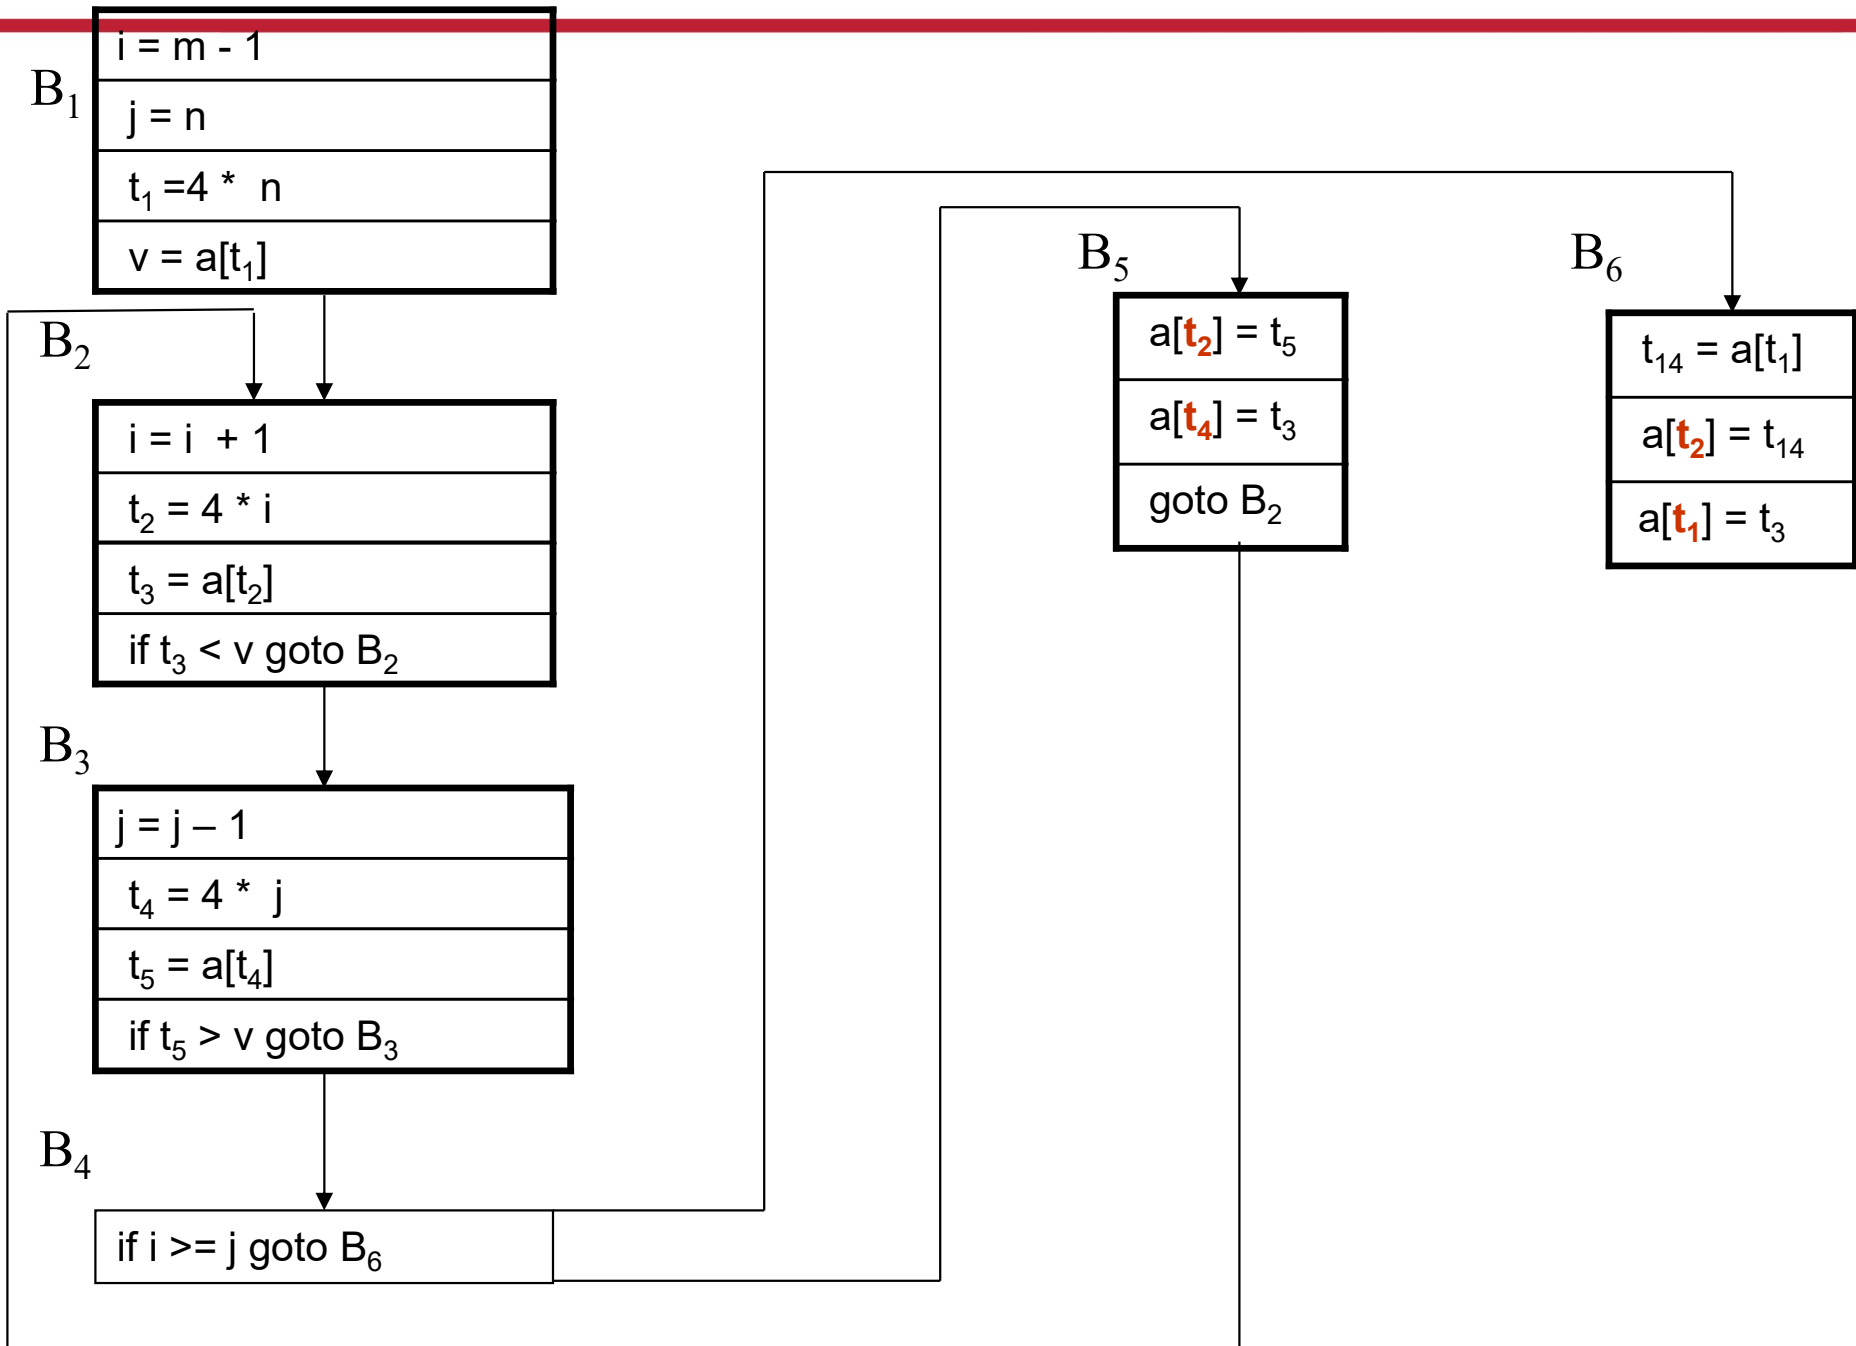 B₁
i = m - 1
j = n
t₁ =4 * n
v = a[t₁]
B₂
i = i + 1
t₂ = 4 * i
t₃ = a[t₂]
if t₃ < v goto B₂
B₃
j = j – 1
t₄ = 4 * j
t₅ = a[t₄]
if t₅ > v goto B₃
B₄
if i >= j goto B₆
B₅
a[t₂] = t₅
a[t₄] = t₃
goto B₂
B₆
t₁₄ = a[t₁]
a[t₂] = t₁₄
a[t₁] = t₃